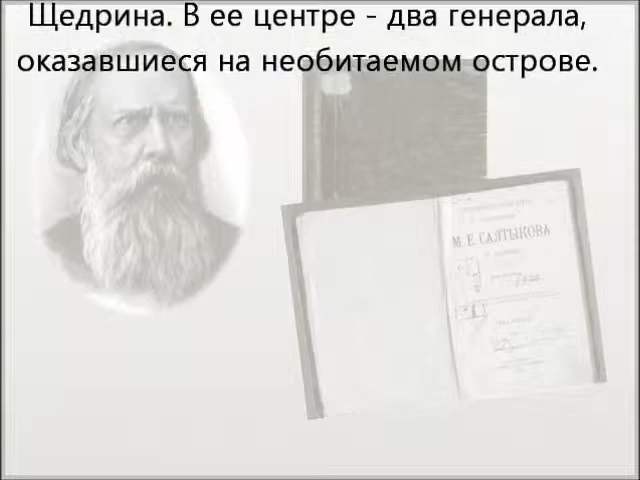 Щедрина. В ее центре - два генерала,
оказавшиеся на необитаемом острове.
М. Е. САЛТЫКОВА